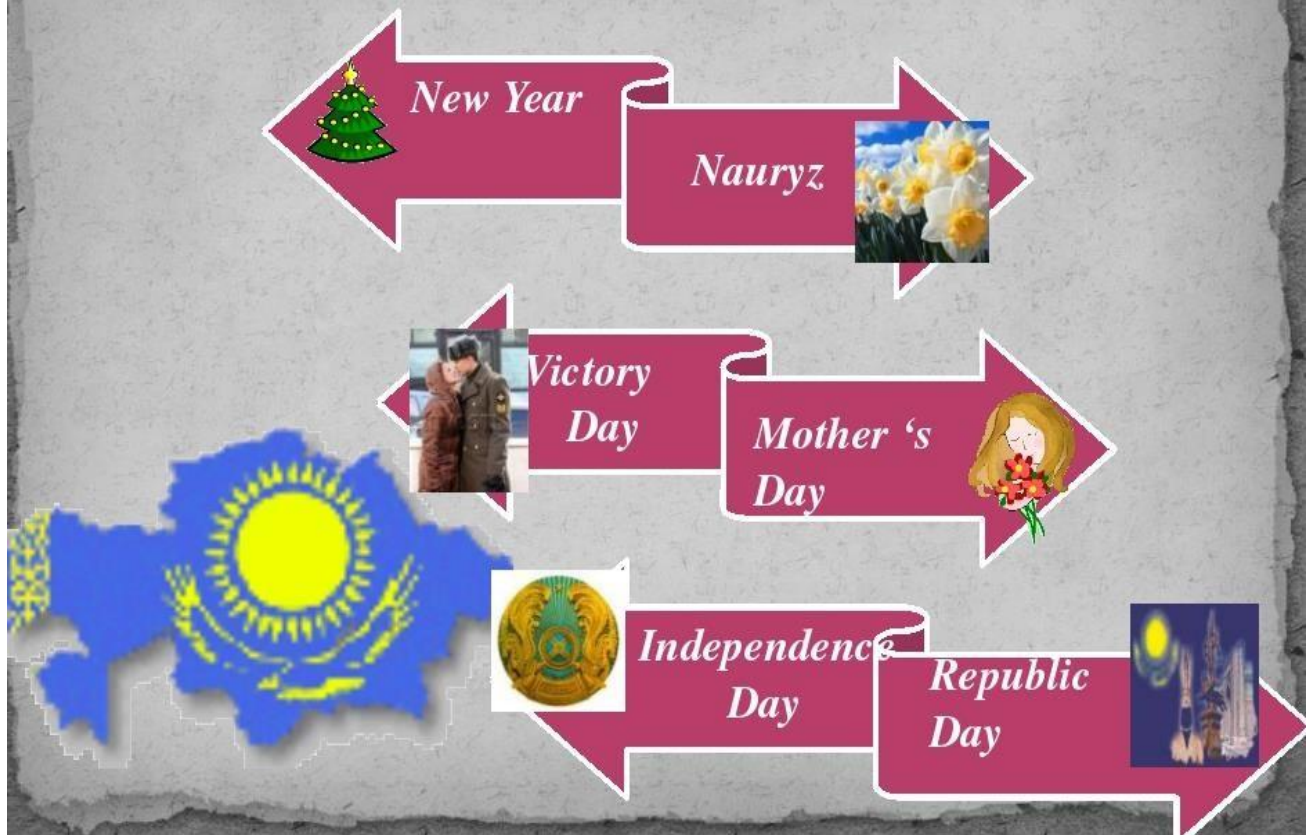 New Year
Nauryz
Victory
Day
Mother ‘s
Day
Independence
Day
Republic
Day